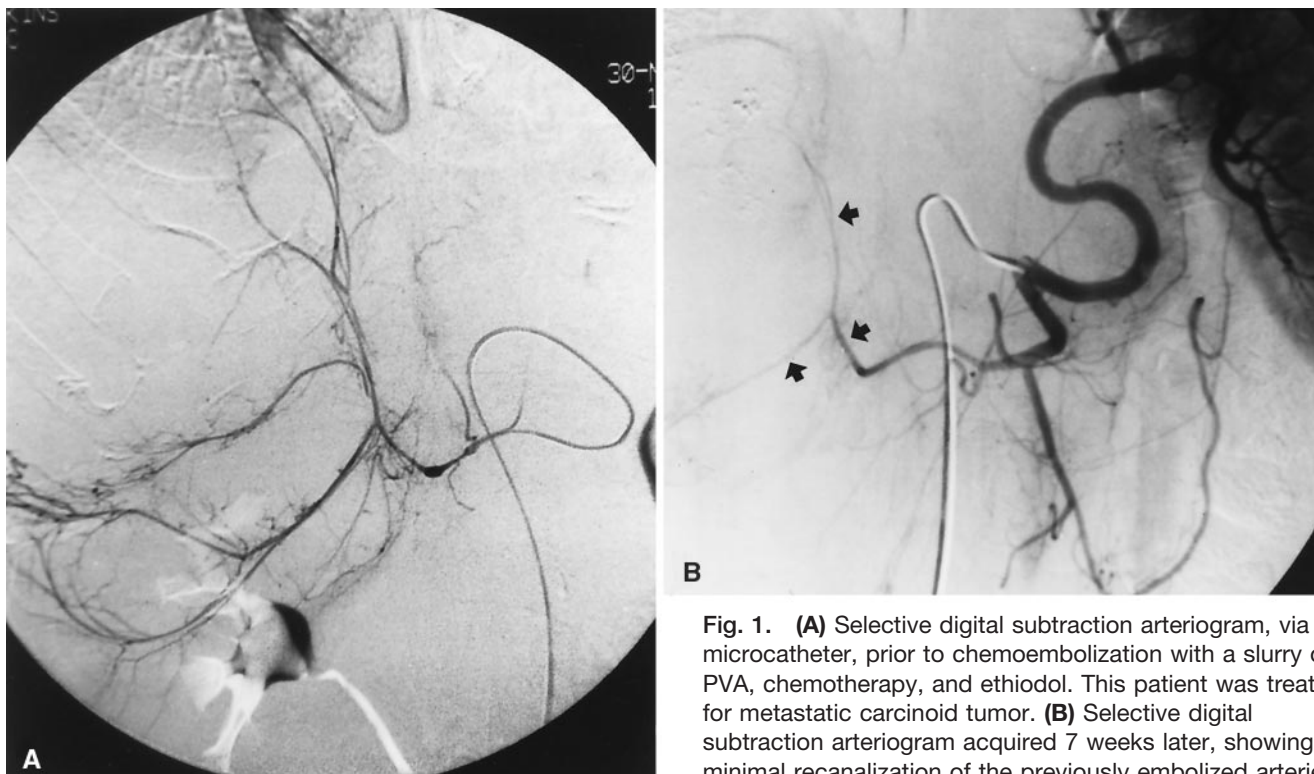 KINS
30-
1
A
B
Fig. 1. (A) Selective digital subtraction arteriogram, via
microcatheter, prior to chemoembolization with a slurry
PVA, chemotherapy, and ethiodol. This patient was
for metastatic carcinoid tumor. (B) Selective digital
subtraction arteriogram acquired 7 weeks later, showing
minimal recanalization of the previously embolized